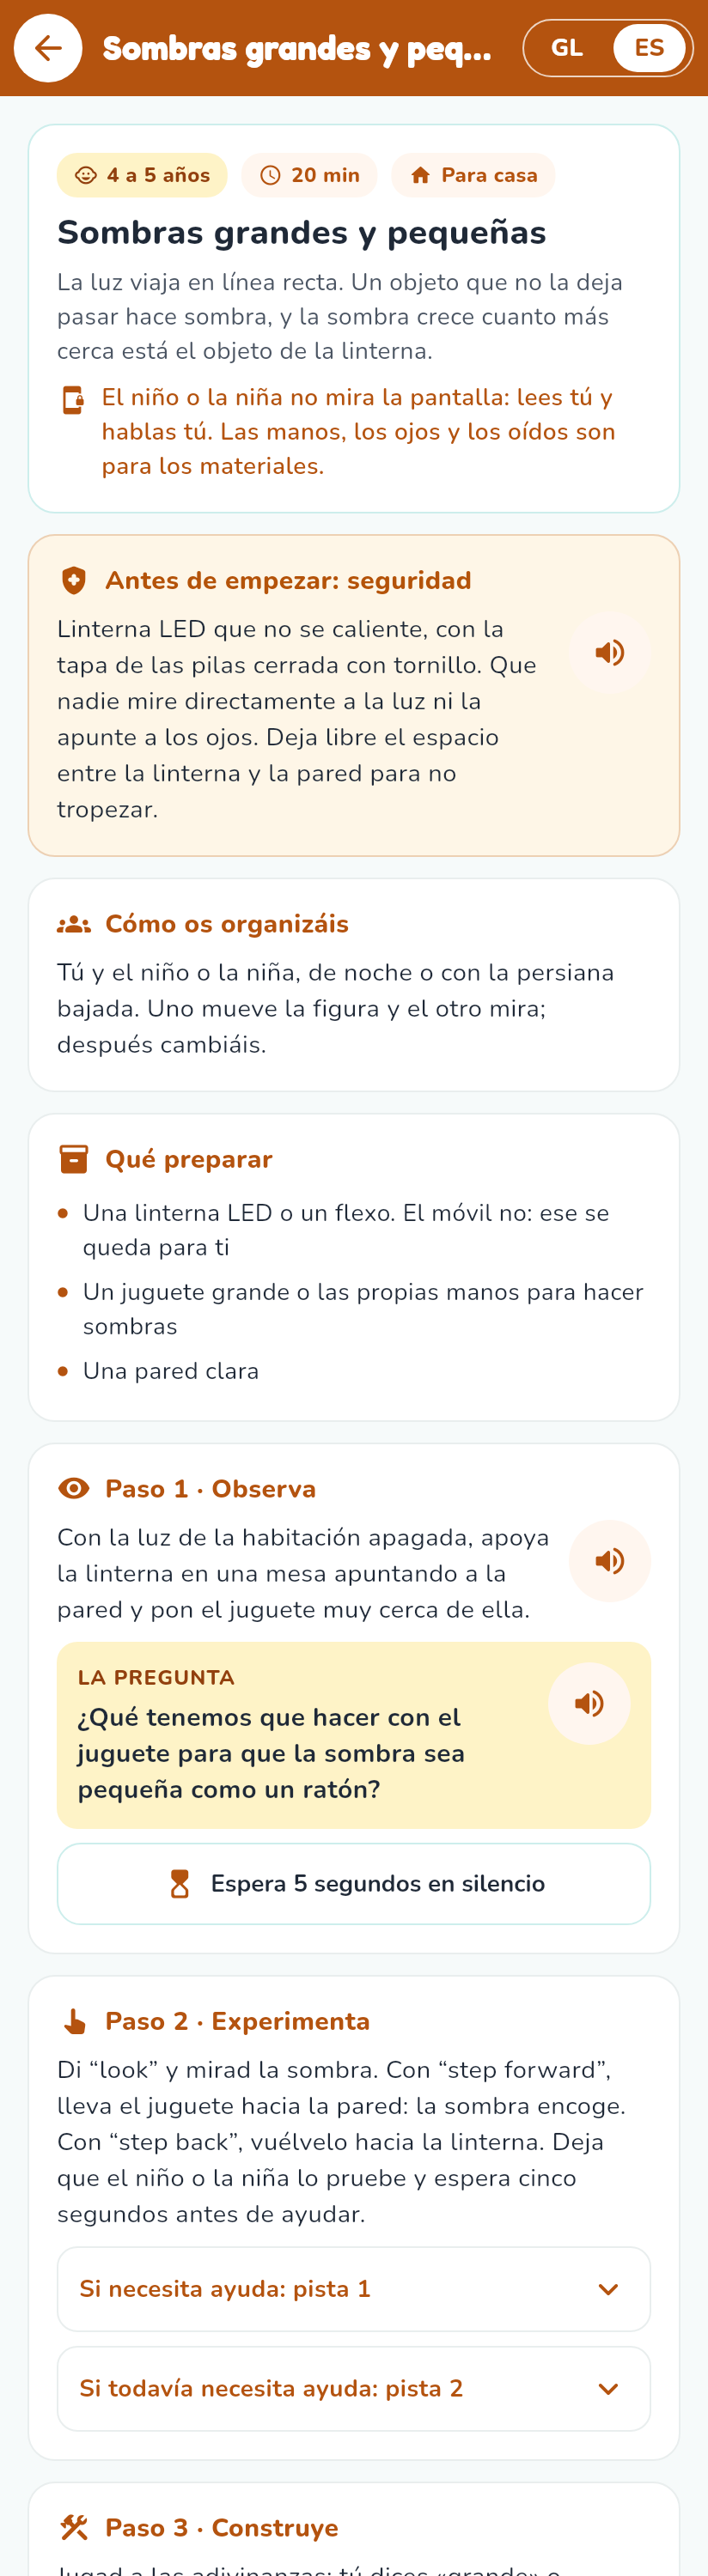 Sombras grandes y peq...
GL
ES
4 a 5 años
20 min
Para casa
Sombras grandes y pequeñas
La luz viaja en línea recta. Un objeto que no la deja
pasar hace sombra, y la sombra crece cuanto más
cerca está el objeto de la linterna.
El niño o la niña no mira la pantalla: lees tú y
hablas tú. Las manos, los ojos y los oídos son
para los materiales.
Antes de empezar: seguridad
Linterna LED que no se caliente, con la
tapa de las pilas cerrada con tornillo. Que
nadie mire directamente a la luz ni la
apunte a los ojos. Deja libre el espacio
entre la linterna y la pared para no
tropezar.
Cómo os organizáis
Tú y el niño o la niña, de noche o con la persiana
bajada. Uno mueve la figura y el otro mira;
después cambiáis.
Qué preparar
Una linterna LED o un flexo. El móvil no: ese se
queda para ti
Un juguete grande o las propias manos para hacer
sombras
Una pared clara
Paso 1 · Observa
Con la luz de la habitación apagada, apoya
la linterna en una mesa apuntando a la
pared y pon el juguete muy cerca de ella.
LA PREGUNTA
¿Qué tenemos que hacer con el
juguete para que la sombra sea
pequeña como un ratón?
Espera 5 segundos en silencio
Paso 2 · Experimenta
Di “look” y mirad la sombra. Con “step forward”,
lleva el juguete hacia la pared: la sombra encoge.
Con “step back”, vuélvelo hacia la linterna. Deja
que el niño o la niña lo pruebe y espera cinco
segundos antes de ayudar.
Si necesita ayuda: pista 1
Si todavía necesita ayuda: pista 2
Paso 3 · Construye
Jugad a las adivinanzas: tú dices «grande» o